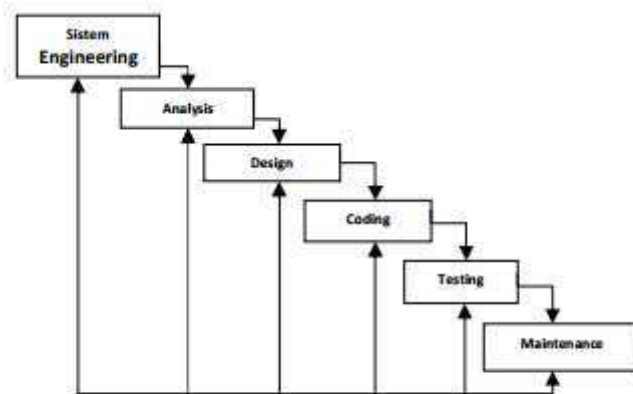 Sistem
Engineering
Analysis
Design
Coding
Testing
Maintenance